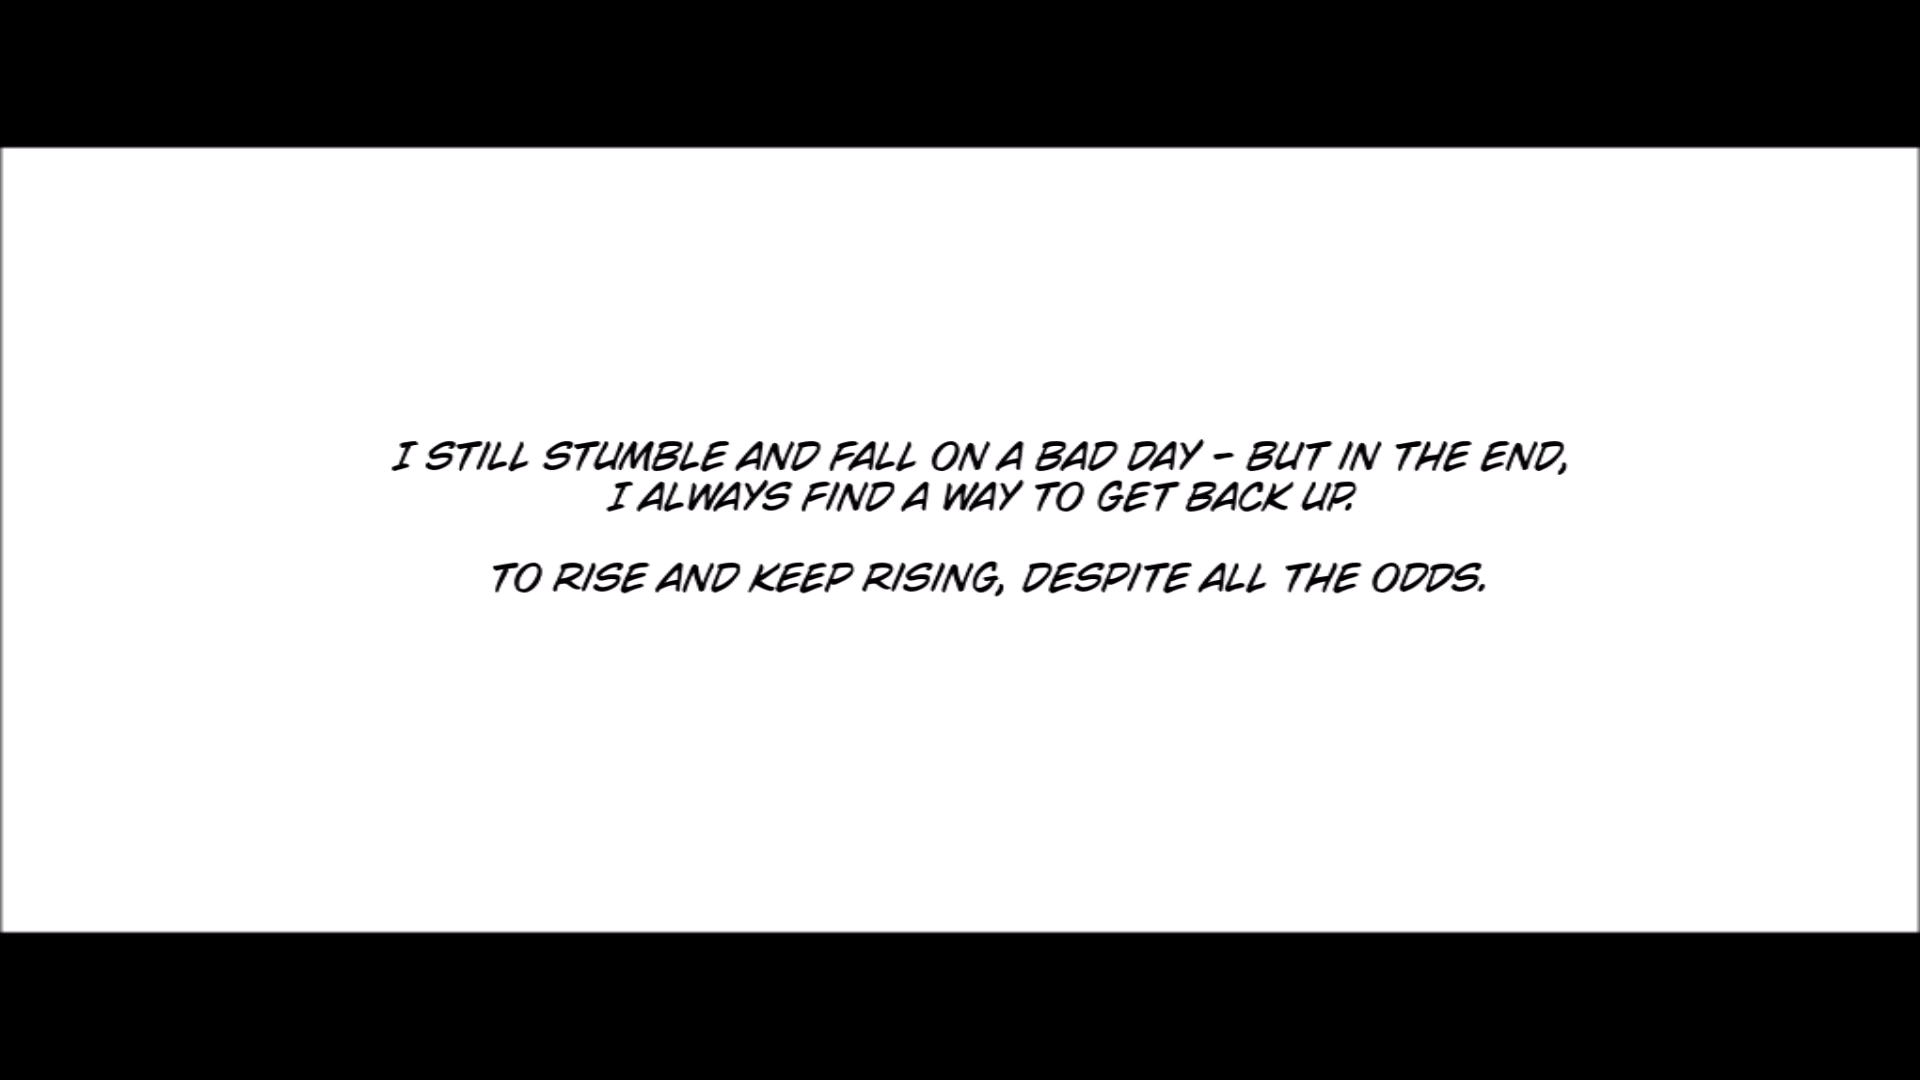 I STILL STUMBLE AND FALL ON A BAD DAY - BUT IN THE END,
I ALWAYS FIND A WAY TO GET BACK UP.
TO RISE AND KEEP RISING, DESPITE ALL THE ODDS.